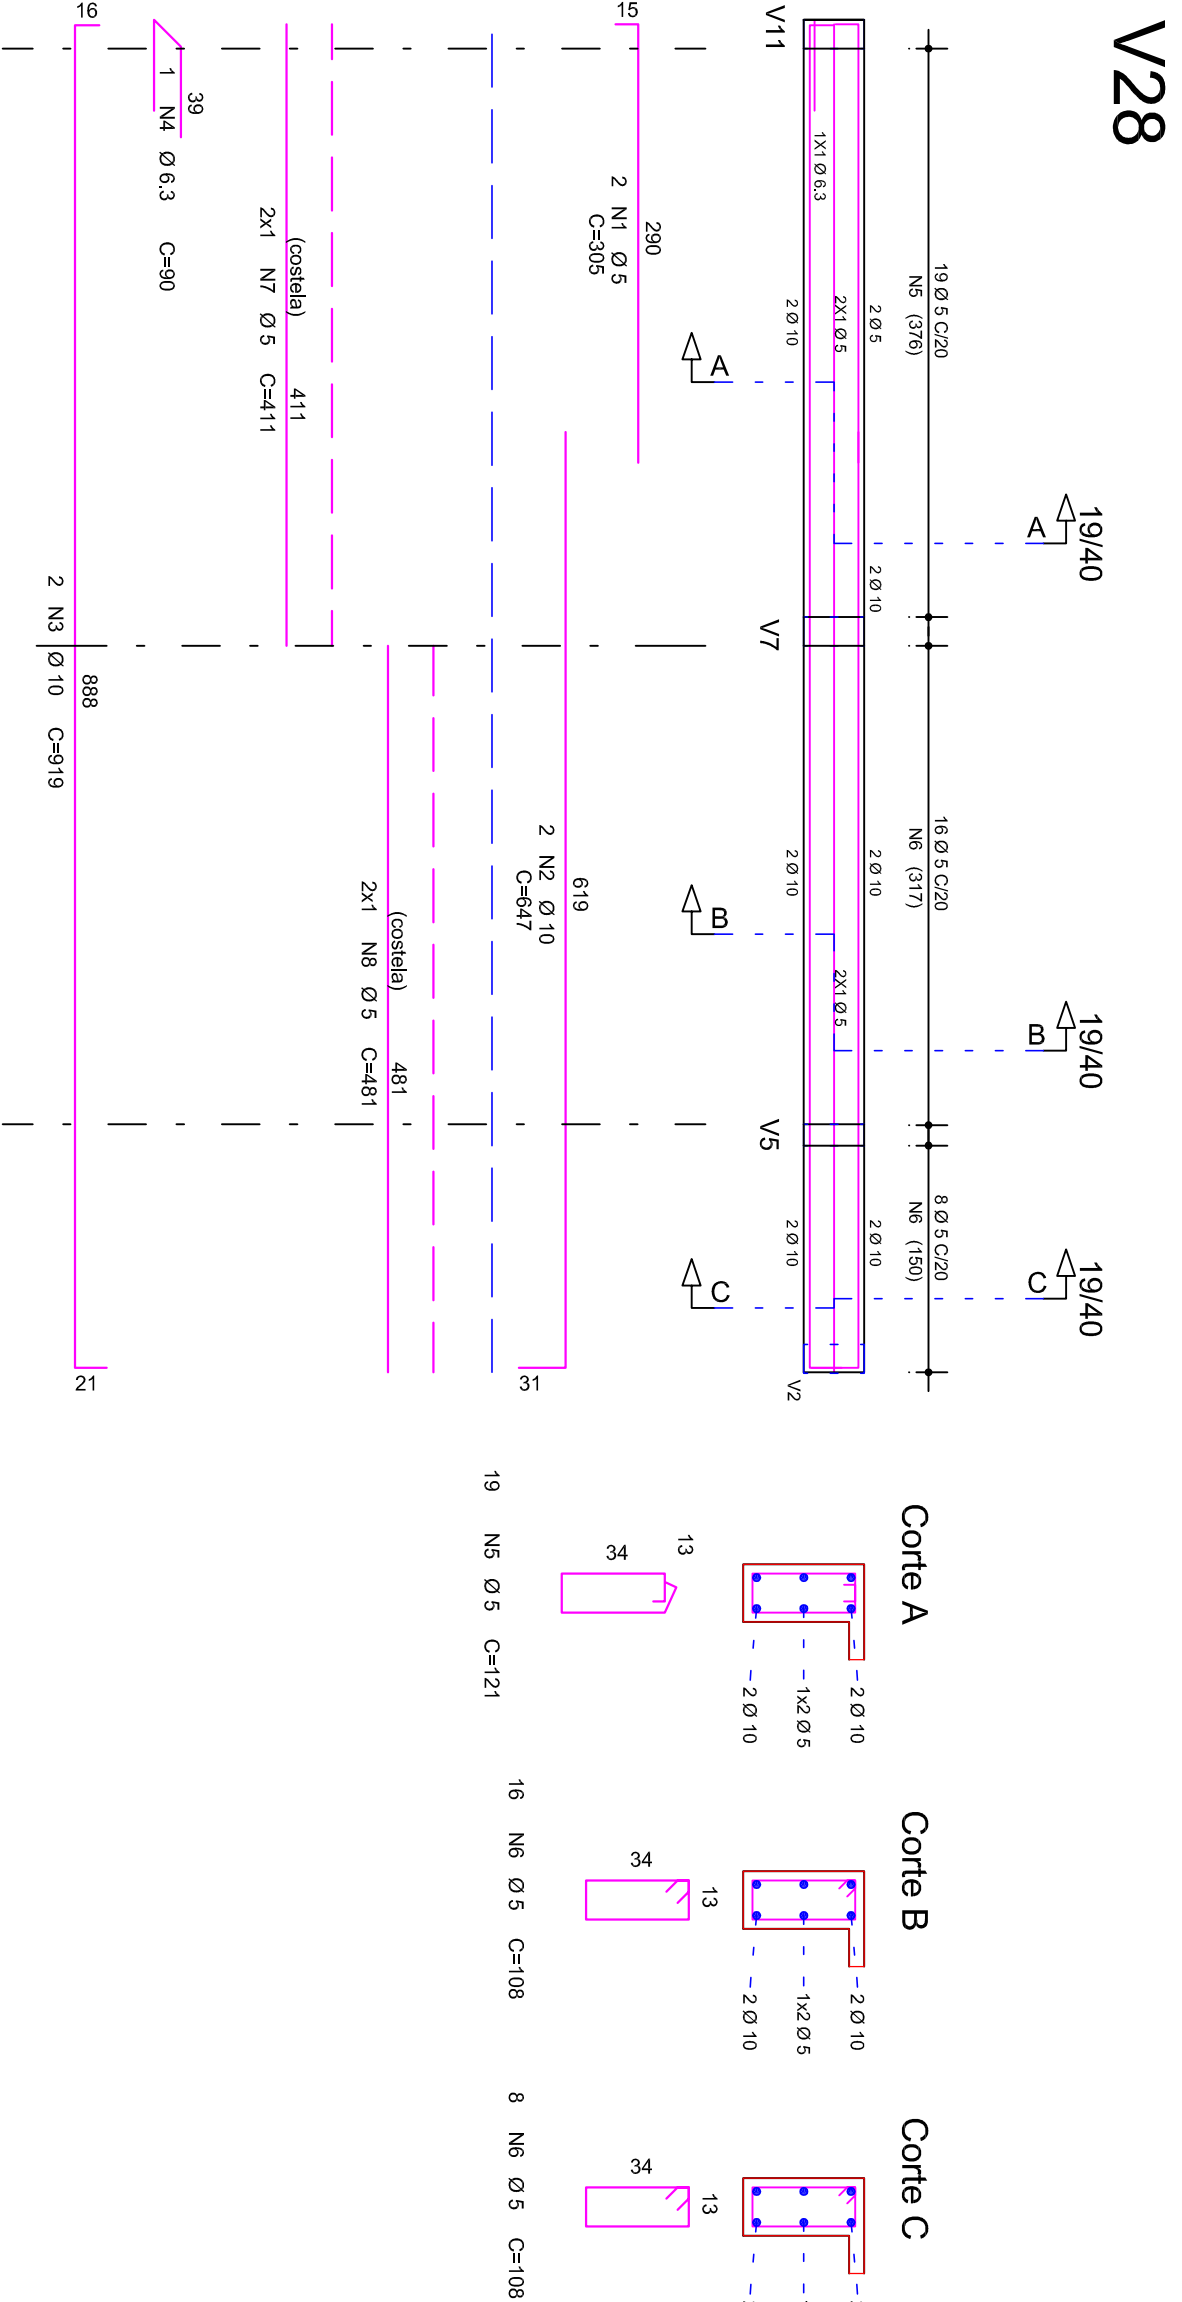 V28
19/40
19/40
19/40
A
B
C
19 Ø 5 C/20
N5 (376)
16 Ø 5 C/20
N6 (317)
8 Ø 5 C/20
N6 (150)
2 Ø 5
2 Ø 10
2 Ø 10
2 Ø 10
2X1 Ø 5
2X1 Ø 5
1X1 Ø 6.3
2 Ø 10
2 Ø 10
2 Ø 10
V11
V7
V5
V2
A
B
C
15
290
2 N1 Ø 5
C=305
619
2 N2 Ø 10
C=647
31
(costela)
481
2x1 N8 Ø 5 C=481
(costela)
411
2x1 N7 Ø 5 C=411
39
1 N4 Ø 6.3 C=90
16
888
2 N3 Ø 10 C=919
21
Corte A
2 Ø 10
1x2 Ø 5
2 Ø 10
13
34
19 N5 Ø 5 C=121
Corte B
2 Ø 10
1x2 Ø 5
2 Ø 10
13
34
16 N6 Ø 5 C=108
Corte C
13
34
8 N6 Ø 5 C=108